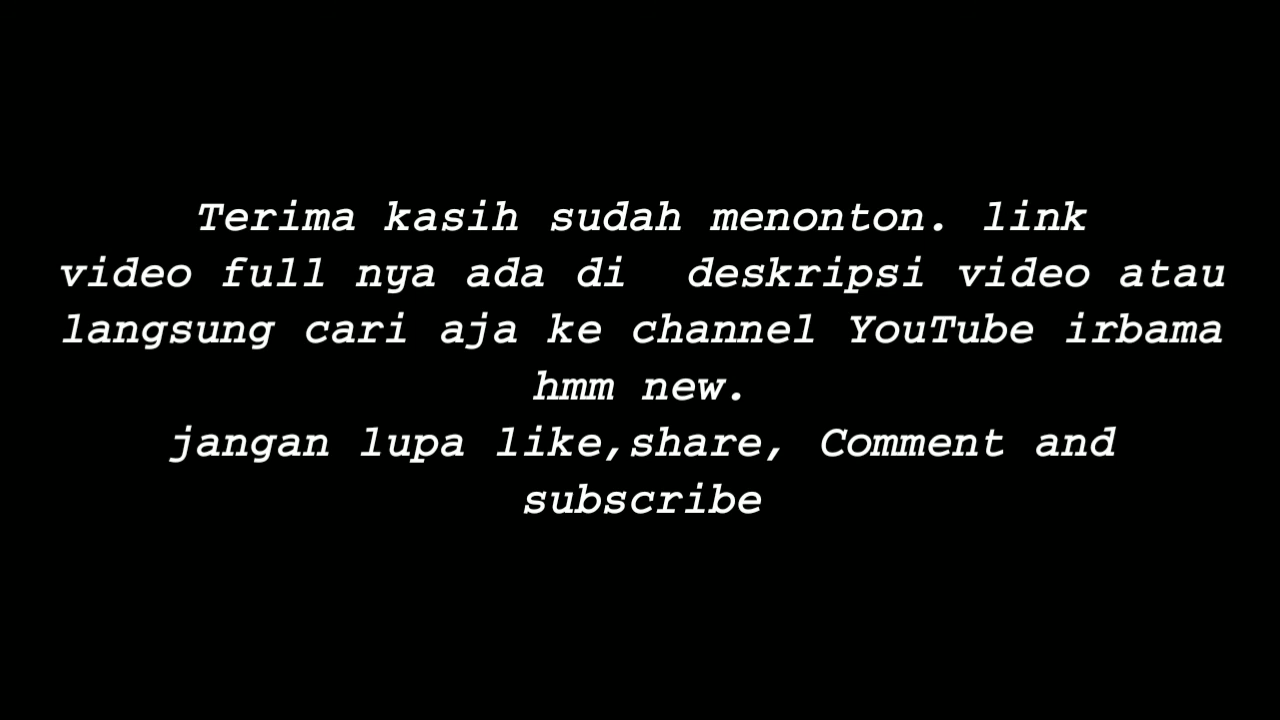 Terima kasih sudah menonton. link
video full nya ada di  deskripsi video atau
langsung cari aja ke channel YouTube irbama
hmm new.
jangan lupa like,share, Comment and
subscribe